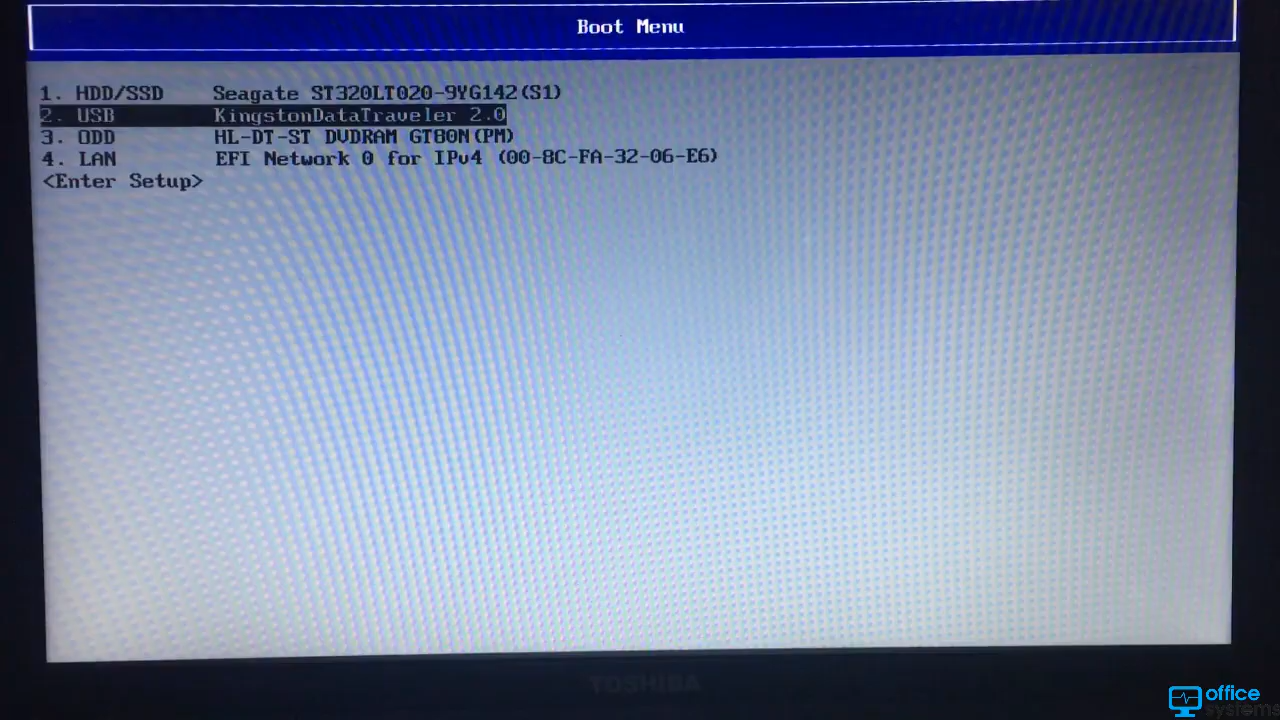 Boot Menu
1. HDD/SSD Seagate ST320LT020-9YG142(S1)
2. USB KingstonDataTraveler 2.0
3. ODD HL-DT-ST DVDRAM GT80N(PM)
4. LAN EFI Network 0 for IPv4 (00-8C-FA-32-06-E6)
<Enter Setup>
TOSHIBA
office
systems